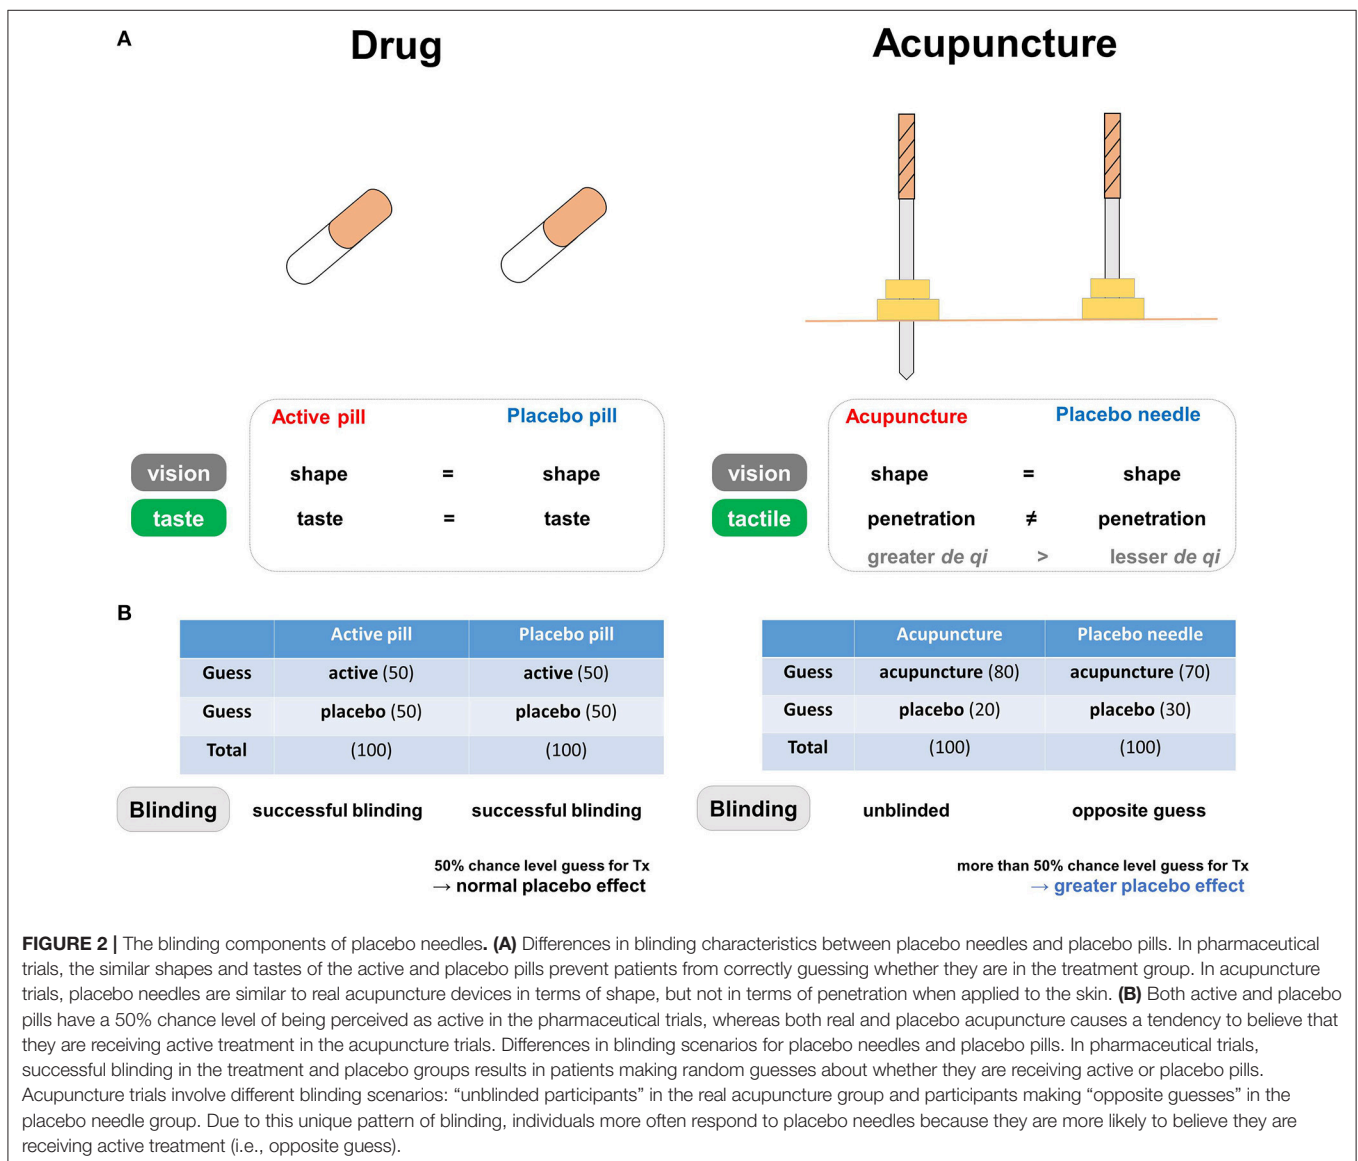 A
Drug
Acupuncture
Active pill
Placebo pill
vision
shape
=
shape
taste
taste
=
taste
Acupuncture
Placebo needle
vision
shape
=
shape
tactile
penetration
≠
penetration
greater de qi
>
lesser de qi
B
Active pill Placebo pill
Guess active (50) active (50)
Guess placebo (50) placebo (50)
Total (100) (100)
Blinding successful blinding successful blinding
50% chance level guess for Tx
→ normal placebo effect
Acupuncture Placebo needle
Guess acupuncture (80) acupuncture (70)
Guess placebo (20) placebo (30)
Total (100) (100)
Blinding unblinded opposite guess
more than 50% chance level guess for Tx
→ greater placebo effect
FIGURE 2 | The blinding components of placebo needles. (A) Differences in blinding characteristics between placebo needles and placebo pills. In pharmaceutical
trials, the similar shapes and tastes of the active and placebo pills prevent patients from correctly guessing whether they are in the treatment group. In acupuncture
trials, placebo needles are similar to real acupuncture devices in terms of shape, but not in terms of penetration when applied to the skin. (B) Both active and placebo
pills have a 50% chance level of being perceived as active in the pharmaceutical trials, whereas both real and placebo acupuncture causes a tendency to believe that
they are receiving active treatment in the acupuncture trials. Differences in blinding scenarios for placebo needles and placebo pills. In pharmaceutical trials,
successful blinding in the treatment and placebo groups results in patients making random guesses about whether they are receiving active or placebo pills.
Acupuncture trials involve different blinding scenarios: “unblinded participants” in the real acupuncture group and participants making “opposite guesses” in the
placebo needle group. Due to this unique pattern of blinding, individuals more often respond to placebo needles because they are more likely to believe they are
receiving active treatment (i.e., opposite guess).